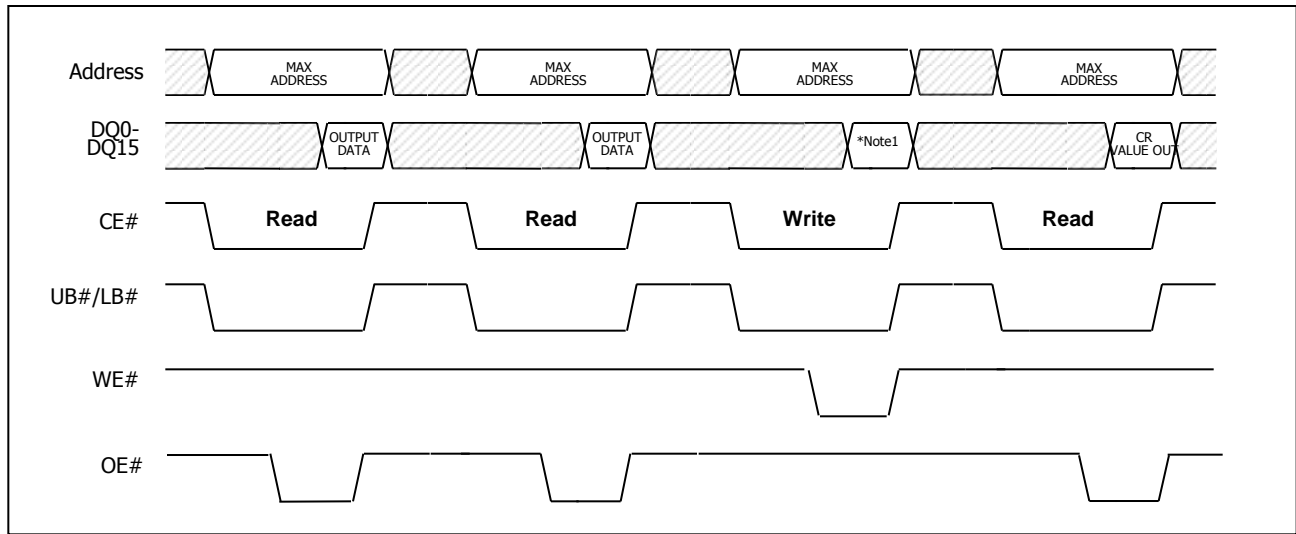 Address
MAX
ADDRESS
MAX
ADDRESS
MAX
ADDRESS
MAX
ADDRESS
DQ0-
DQ15
OUTPUT
DATA
OUTPUT
DATA
*Note1
CR
VALUE OUT
CE#
Read
Read
Write
Read
UB#/LB#
WE#
OE#